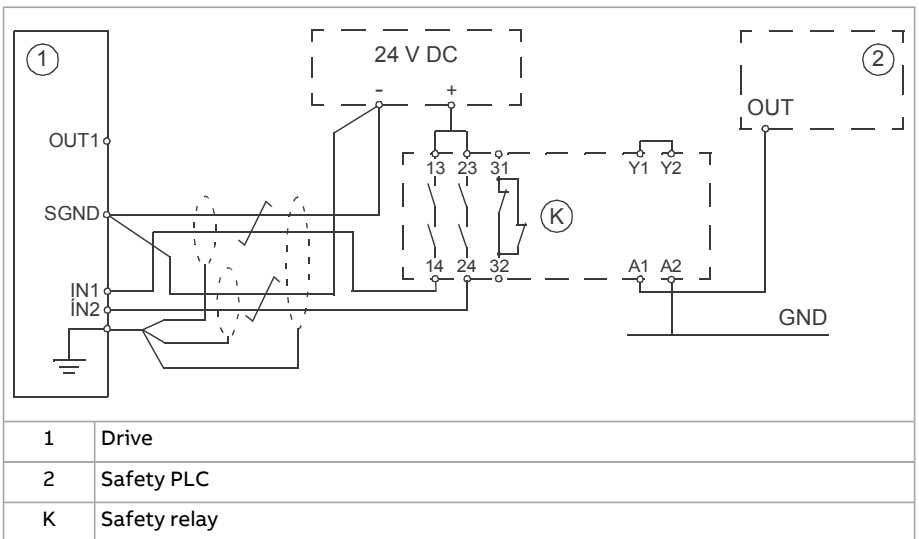 1
24 V DC
2
- +
OUT
OUT1
13 23 31
Y1 Y2
SGND
K
14 24 32
A1 A2
IN1
IN2
GND
1 Drive
2 Safety PLC
K Safety relay